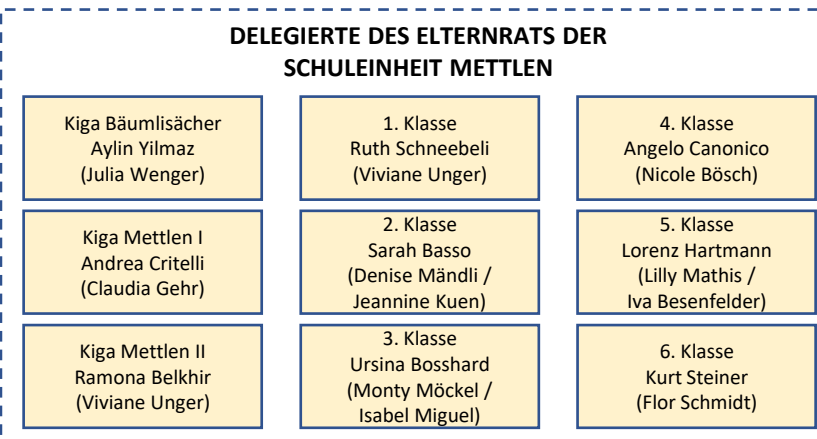 DELEGIERTE DES ELTERNRATS DER
SCHULEINHEIT METTLEN
Kiga Bäumlisächer
Aylin Yilmaz
(Julia Wenger)
1. Klasse
Ruth Schneebeli
(Viviane Unger)
4. Klasse
Angelo Canonico
(Nicole Bösch)
Kiga Mettlen I
Andrea Critelli
(Claudia Gehr)
2. Klasse
Sarah Basso
(Denise Mändli /
Jeannine Kuen)
5. Klasse
Lorenz Hartmann
(Lilly Mathis /
Iva Besenfelder)
Kiga Mettlen II
Ramona Belkhir
(Viviane Unger)
3. Klasse
Ursina Bosshard
(Monty Möckel /
Isabel Miguel)
6. Klasse
Kurt Steiner
(Flor Schmidt)